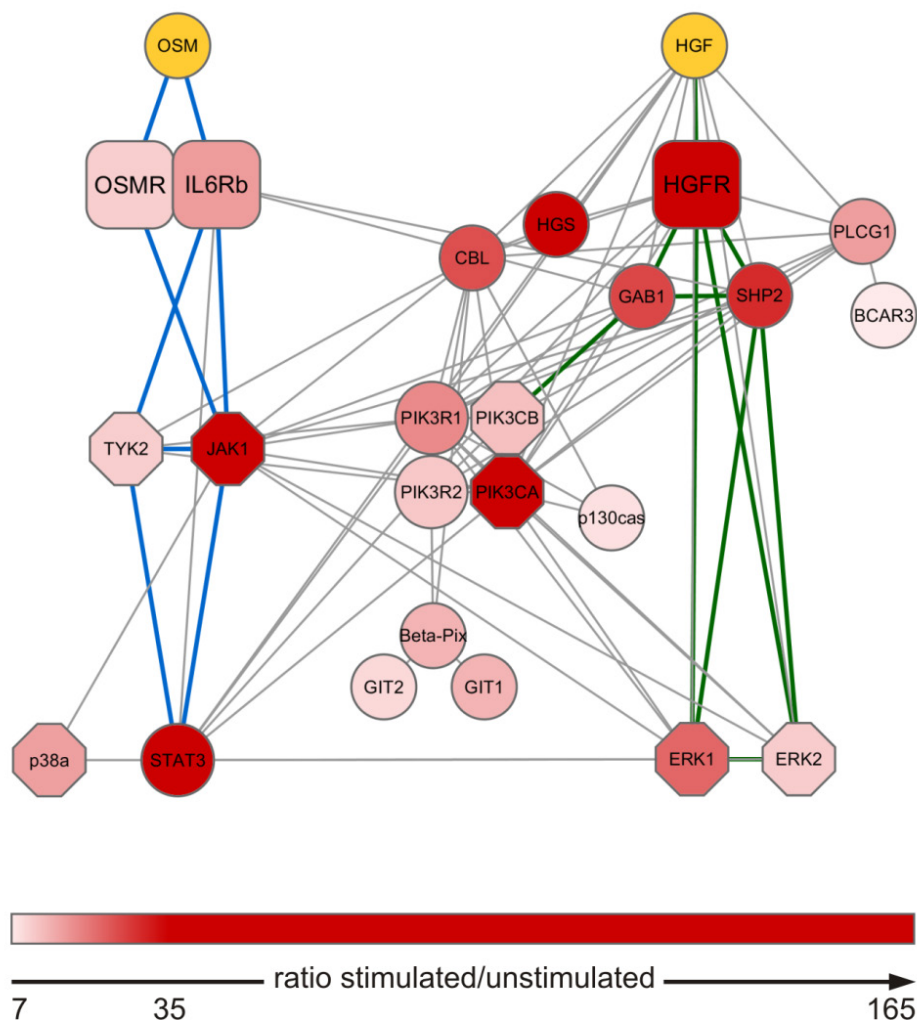 OSM
HGF
OSMR
IL6Rb
HGFR
HGS
PLCG1
CBL
GAB1
SHP2
BCAR3
PIK3R1
PIK3CB
TYK2
JAK1
PIK3R2
PIK3CA
p130cas
Beta-Pix
GIT2
GIT1
p38a
STAT3
ERK1
ERK2
ratio stimulated/unstimulated
7
35
165